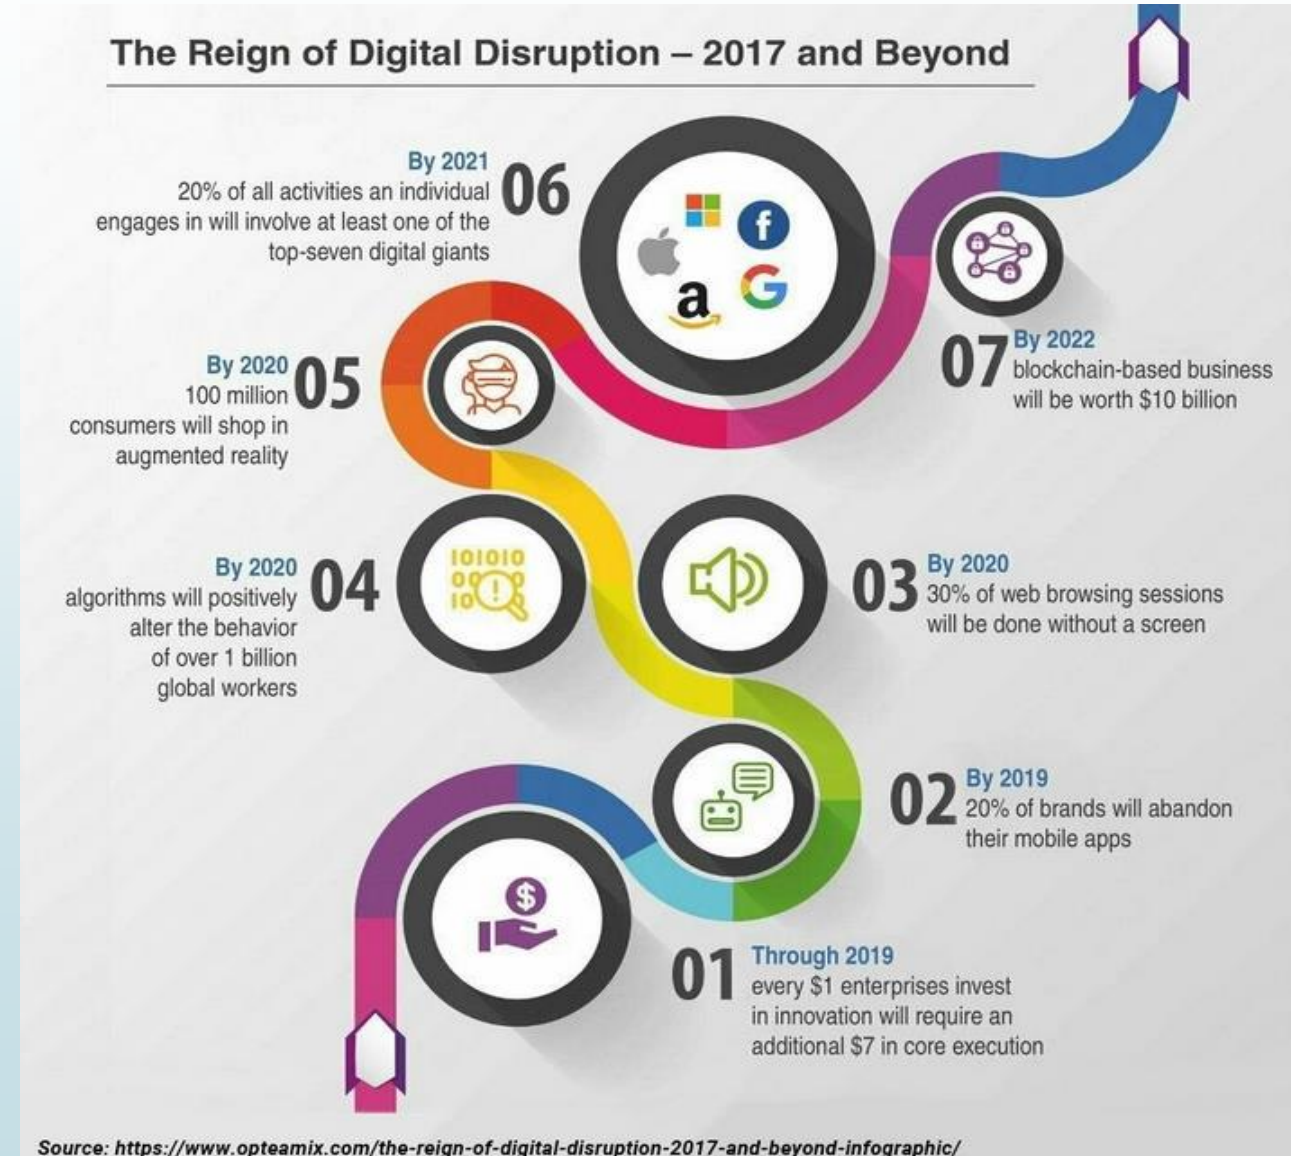 The Reign of Digital Disruption – 2017 and Beyond
06
By 2021
20% of all activities an individual
engages in will involve at least one of the
top-seven digital giants
f
a
G
07
By 2022
blockchain-based business
will be worth $10 billion
05
By 2020
100 million
consumers will shop in
augmented reality
04
By 2020
algorithms will positively
alter the behavior
of over 1 billion
global workers
101010
03
By 2020
30% of web browsing sessions
will be done without a screen
02
By 2019
20% of brands will abandon
their mobile apps
$
01
Through 2019
every $1 enterprises invest
in innovation will require an
additional $7 in core execution
Source: https://www.opteamix.com/the-reign-of-digital-disruption-2017-and-beyond-infographic/